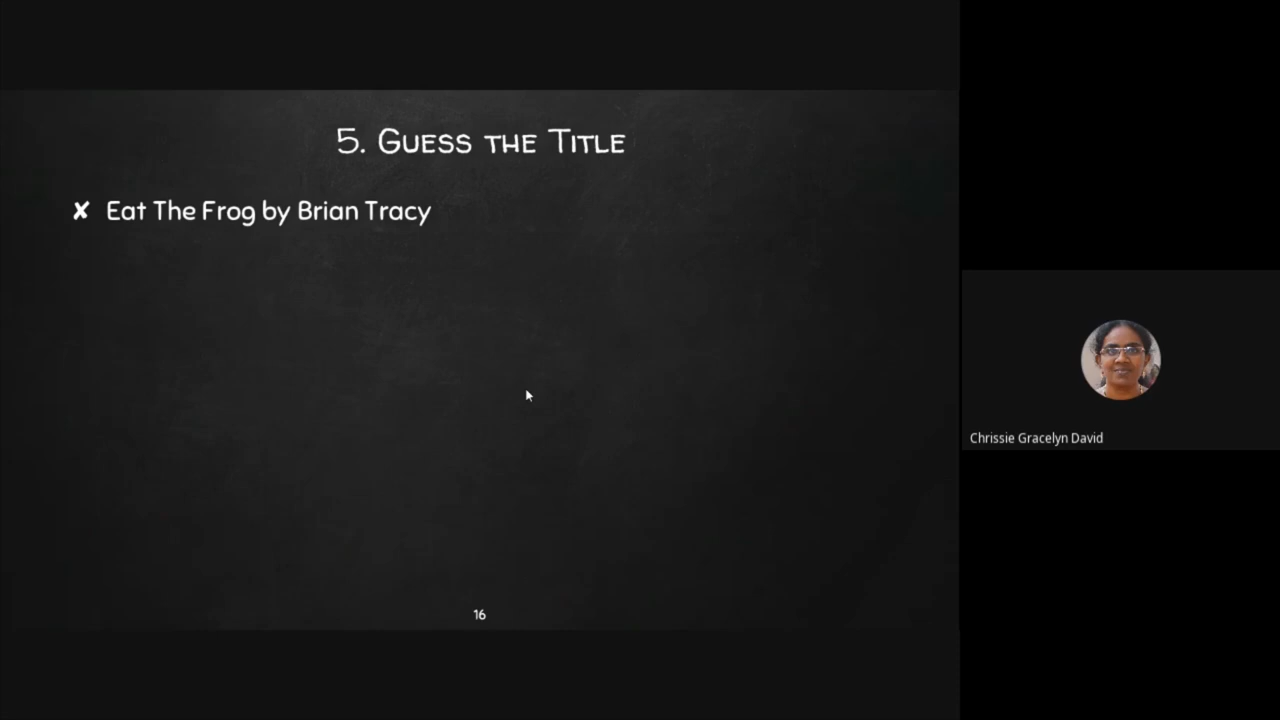 5. Guess the Title
✘ Eat The Frog by Brian Tracy
16
Chrissie Gracelyn David